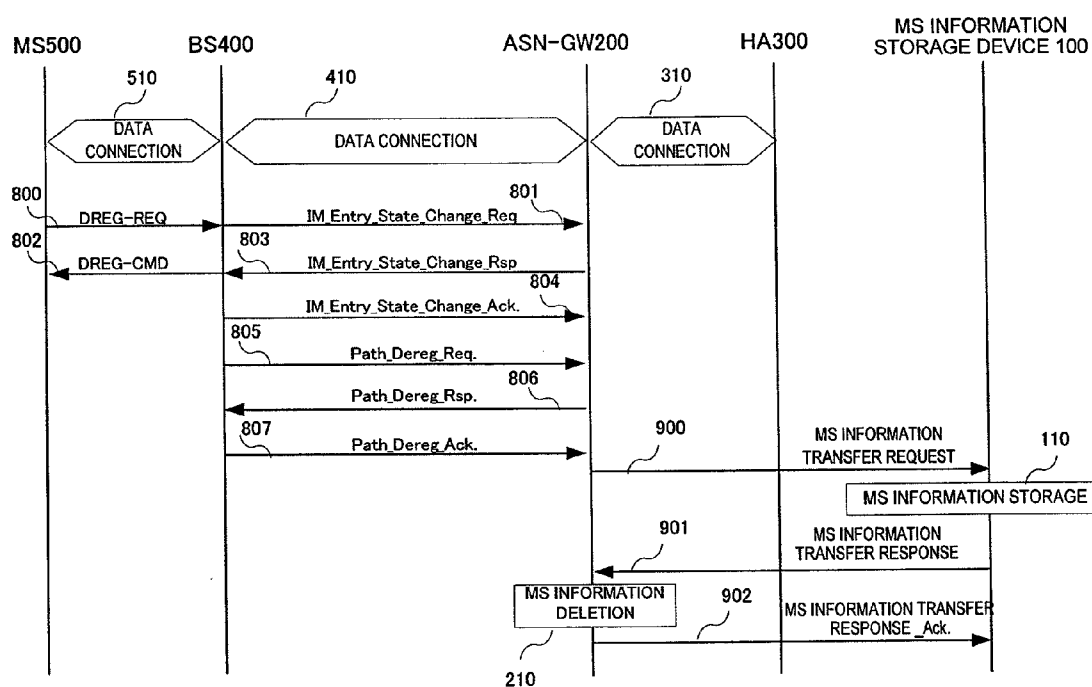 MS500
BS400
ASN-GW200
HA300
MS INFORMATION
STORAGE DEVICE 100
510
410
310
DATA
CONNECTION
DATA CONNECTION
DATA
CONNECTION
800
DREG-REQ
IM_Entry_State_Change_Req
801
802
DREG-CMD
803
IM_Entry_State_Change_Rsp
IM_Entry_State_Change_Ack.
804
805
Path_Dereg_Req.
Path_Dereg_Rsp.
806
807
Path_Dereg_Ack.
900
MS INFORMATION
TRANSFER REQUEST
110
MS INFORMATION STORAGE
901
MS INFORMATION
TRANSFER RESPONSE
MS INFORMATION
DELETION
902
MS INFORMATION TRANSFER
RESPONSE _Ack.
210